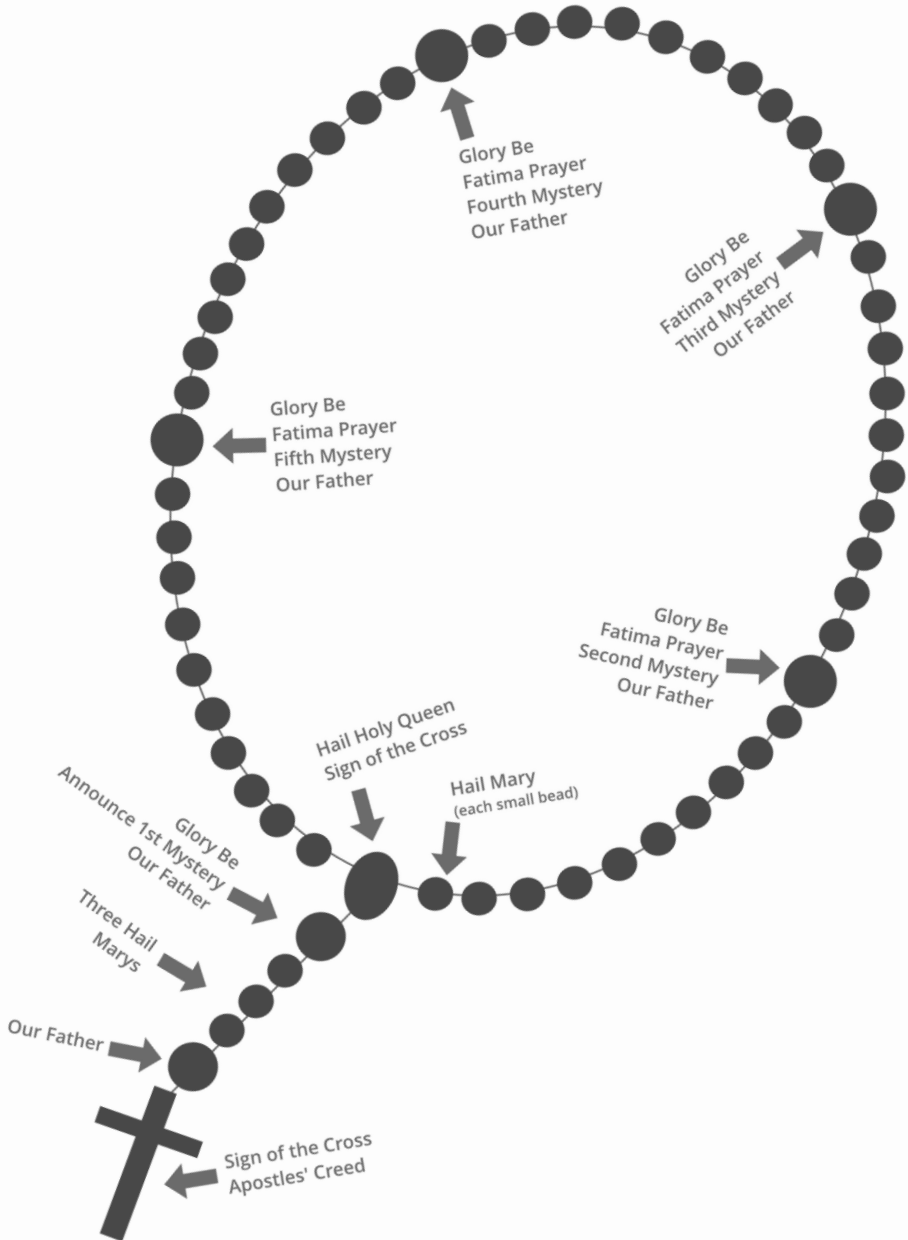 Glory Be
Fatima Prayer
Fourth Mystery
Our Father
Glory Be
Fatima Prayer
Third Mystery
Our Father
Glory Be
Fatima Prayer
Fifth Mystery
Our Father
Glory Be
Fatima Prayer
Second Mystery
Our Father
Hail Holy Queen
Sign of the Cross
Hail Mary
(each small bead)
Glory Be
Announce 1st Mystery
Our Father
Three Hail
Marys
Our Father
Sign of the Cross
Apostles' Creed